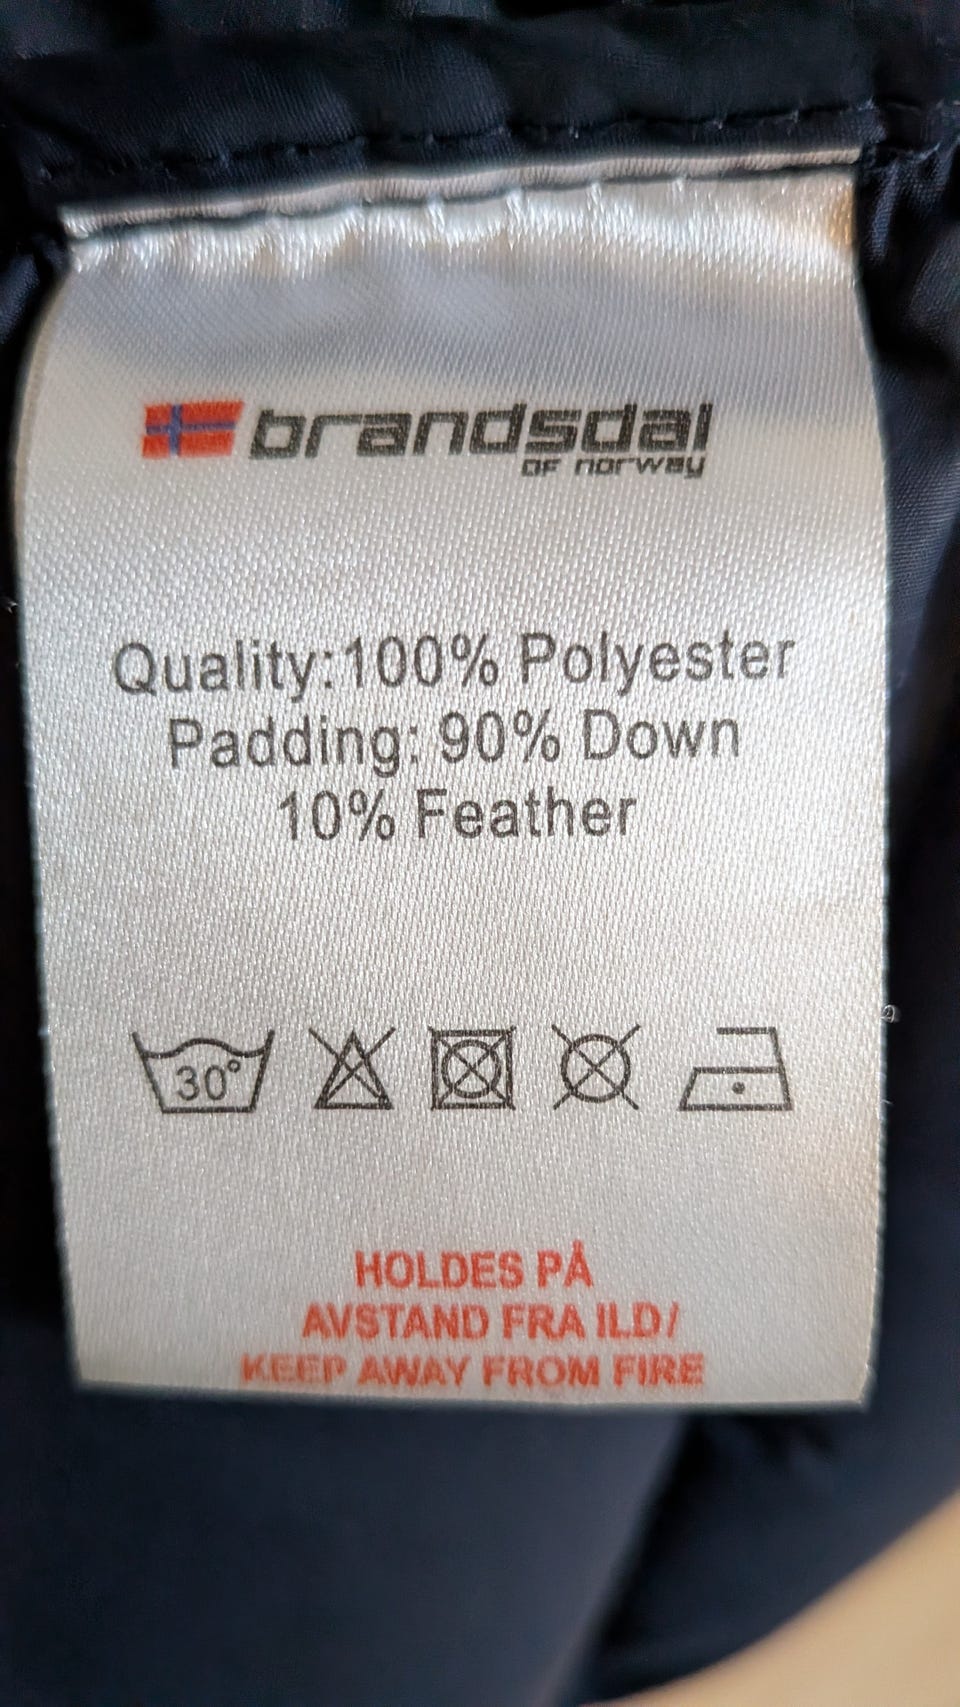 brandsdal
OF norway
Quality:100% Polyester
Padding: 90% Down
10% Feather
30°
HOLDES PÅ
AVSTAND FRA ILD/
KEEP AWAY FROM FIRE